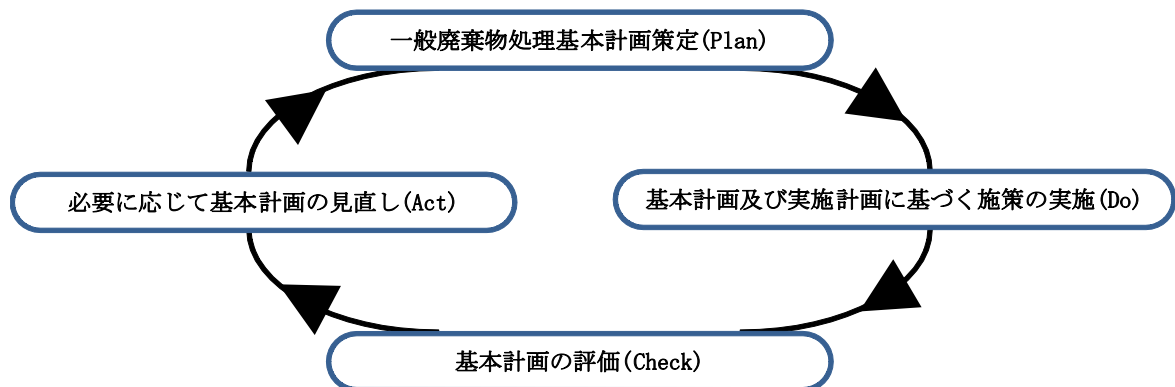 一般廃棄物処理基本計画策定(Plan)
必要に応じて基本計画の見直し(Act)
基本計画及び実施計画に基づく施策の実施(Do)
基本計画の評価(Check)